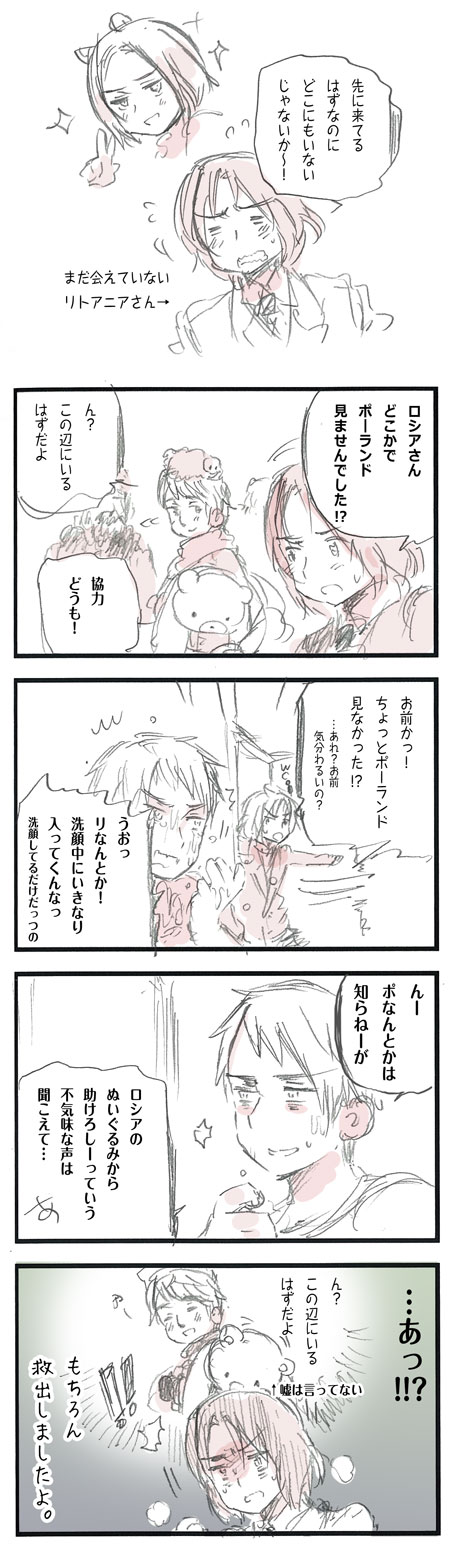 先に来てる
はずなのに
どこにもいない
じゃないか〜!
まだ会えていない
リトアニアさん→
ロシアさん
どこかで
ポーランド
見ませんでした!?
ん?
この辺にいる
はずだよ
協力
どうも!
お前かっ!
ちょっとポーランド
見なかった!?
…あれ?お前
気分わるいの?
WC
うおっ
リなんとか!
洗顔中にいきなり
入ってくんなっ
洗顔してるだけだっつの
んー
ポなんとかは
知らねーが
ロシアの
ぬいぐるみから
助けろしーっていう
不気味な声は
聞こえて…
あ
…あっ!!?
ん?
この辺にいる
はずだよ
↑嘘は言ってない
もちろん
救出しましたよ。